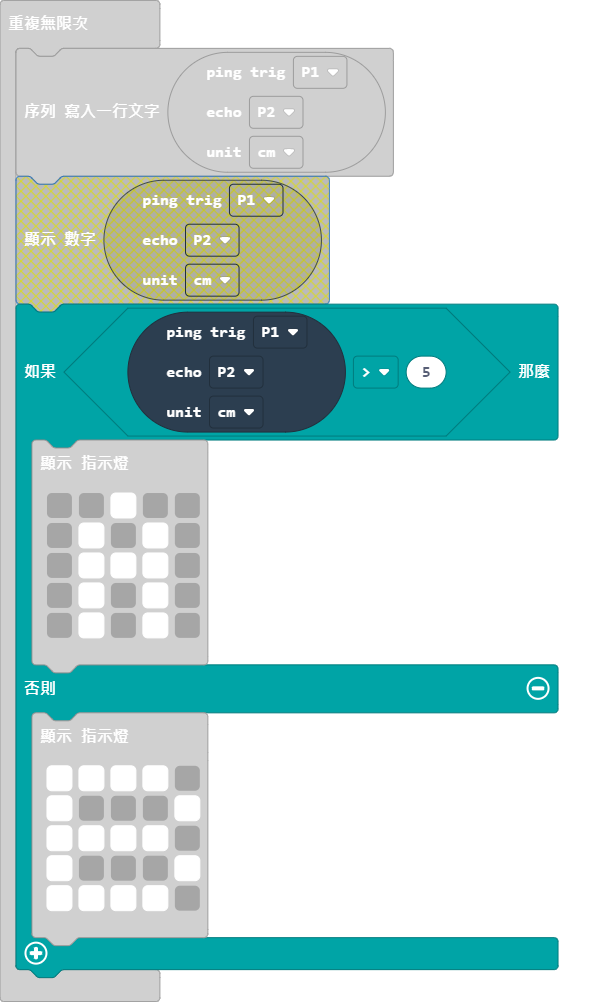 重複無限次
ping trig P1
序列 寫入一行文字 echo P2
unit cm
ping trig P1
顯示 數字 echo P2
unit cm
ping trig P1
如果 echo P2 > 5 那麼
unit cm
顯示 指示燈
否則
顯示 指示燈